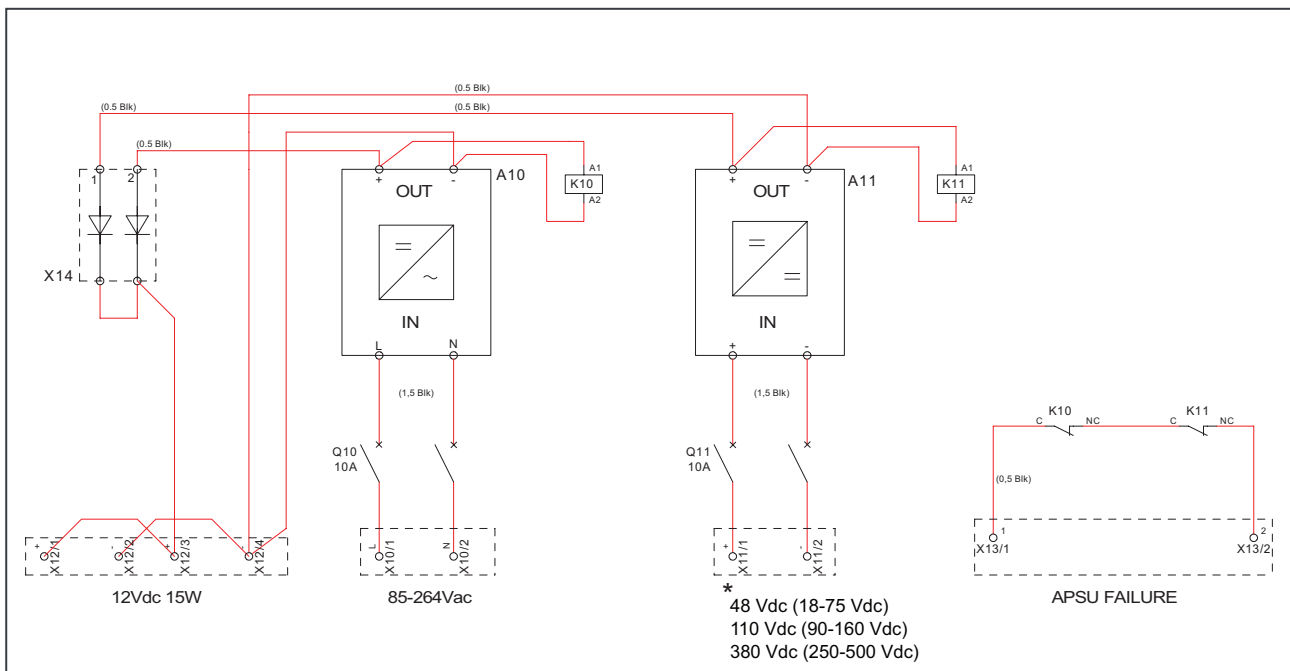 (0.5 Blk) (0.5 Blk)
(0.5 Blk)
1 2
X14
+ -
OUT
A10
A1
K10
A2
IN
L N
+ -
OUT
A11
A1
K11
A2
IN
+ -
(1,5 Blk)
(1,5 Blk)
Q10
10A
Q11
10A
K10
C NC
K11
C NC
(0,5 Blk)
+ X12/1
- X12/2
+ X12/3
- X12/4
12Vdc 15W
L X10/1
N X10/2
85-264Vac
+ X11/1
- X11/2
*
48 Vdc (18-75 Vdc)
110 Vdc (90-160 Vdc)
380 Vdc (250-500 Vdc)
1
X13/1
2
X13/2
APSU FAILURE